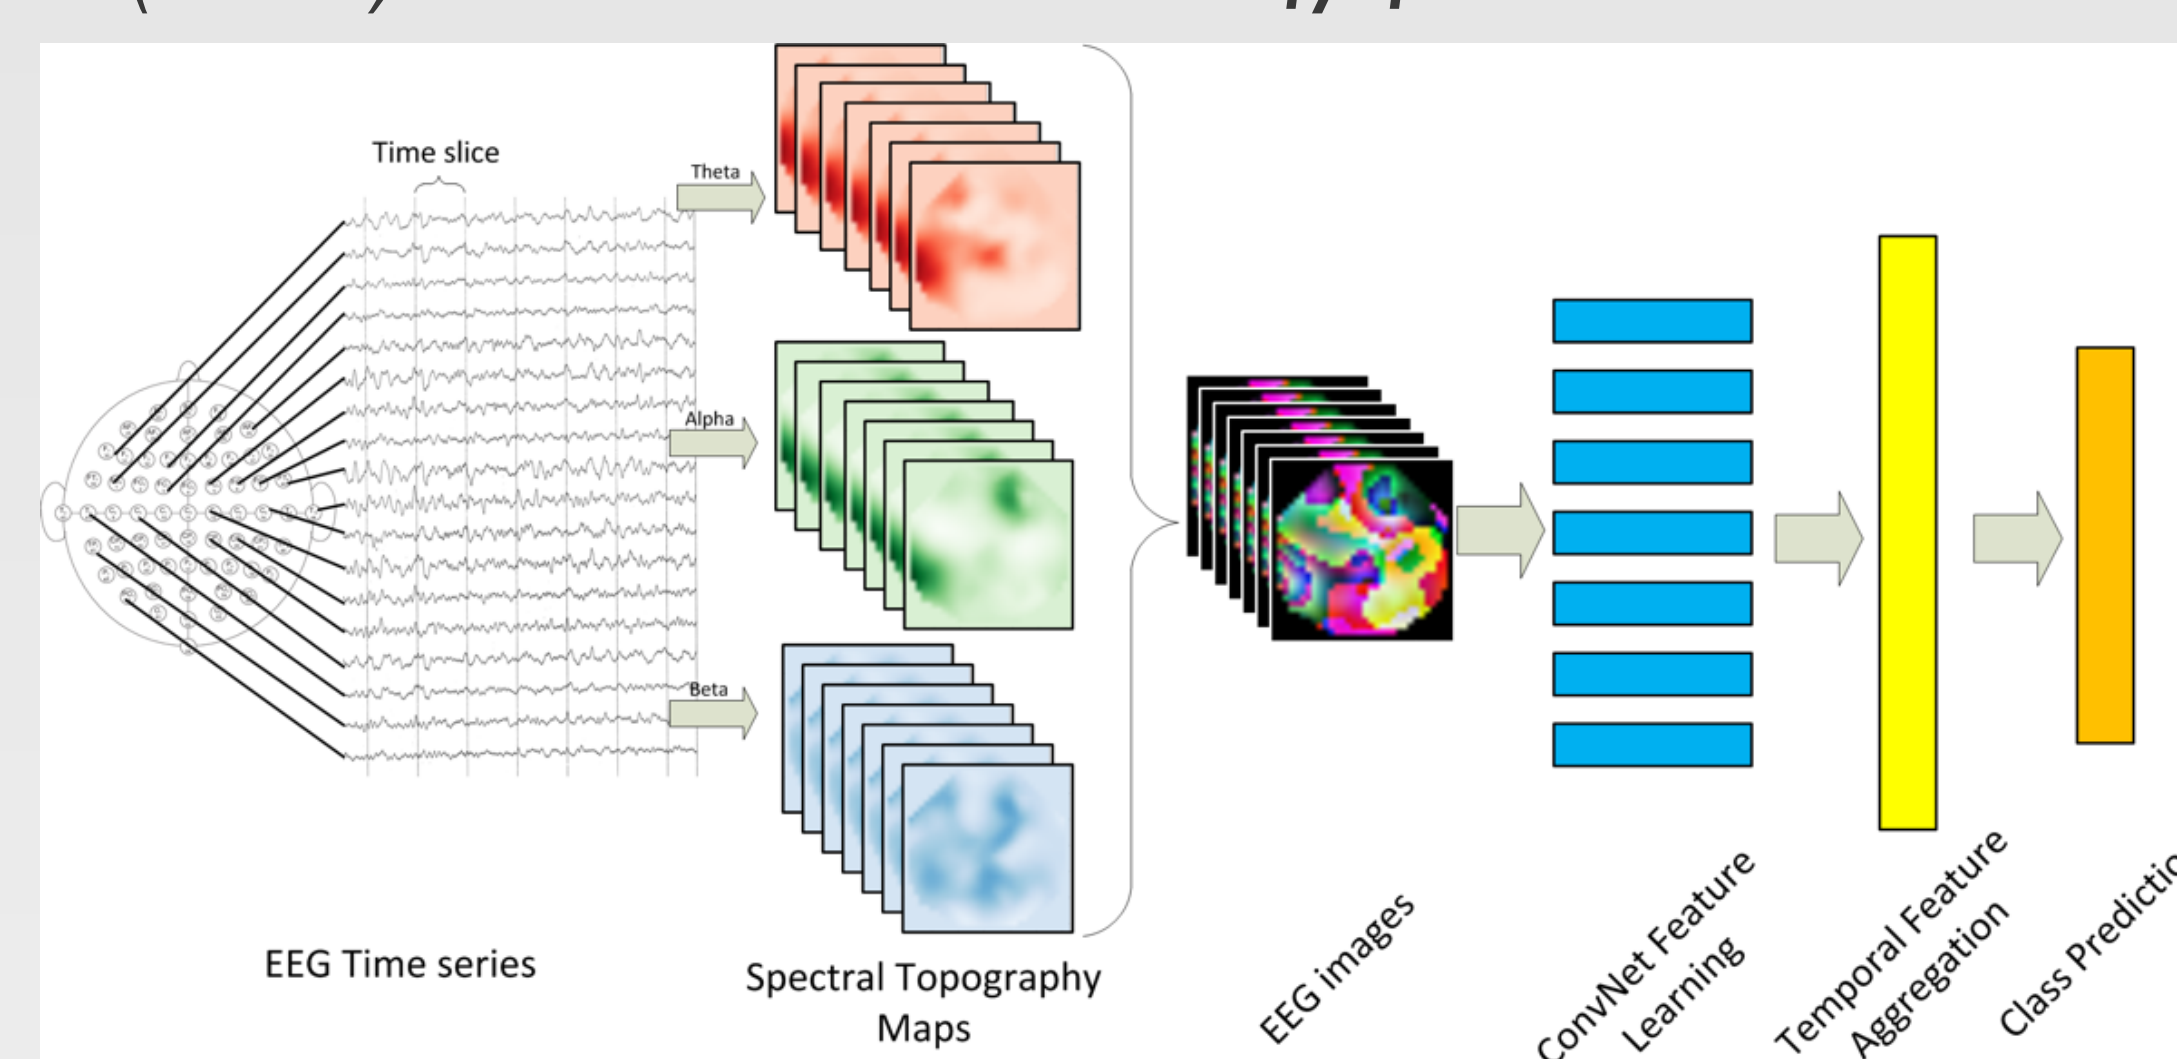 Time slice
Theta
Alpha
Beta
EEG Time series
Spectral Topography
Maps
EEG images
ConvNet Feature
Learning
Temporal Feature
Aggregation
Class